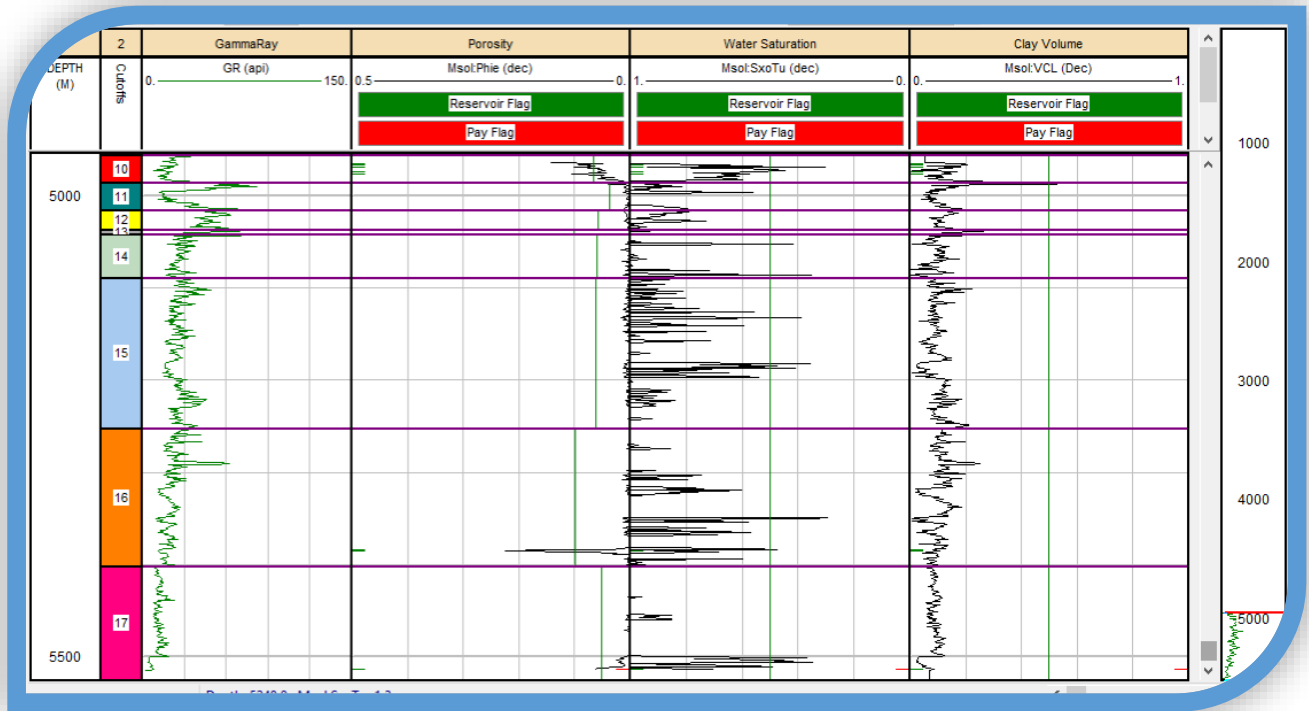 2 GammaRay Porosity Water Saturation Clay Volume
DEPTH (M) Cutoffs GR (api) Msol:Phie (dec) Msol:SxoTu (dec) Msol:VCL (Dec)
0. 150. 0.5 0. 1. 0. 0. 1.
Reservoir Flag Reservoir Flag Reservoir Flag
Pay Flag Pay Flag Pay Flag
10
5000 11
12
13
14
15
16
17
5500
1000
2000
3000
4000
5000